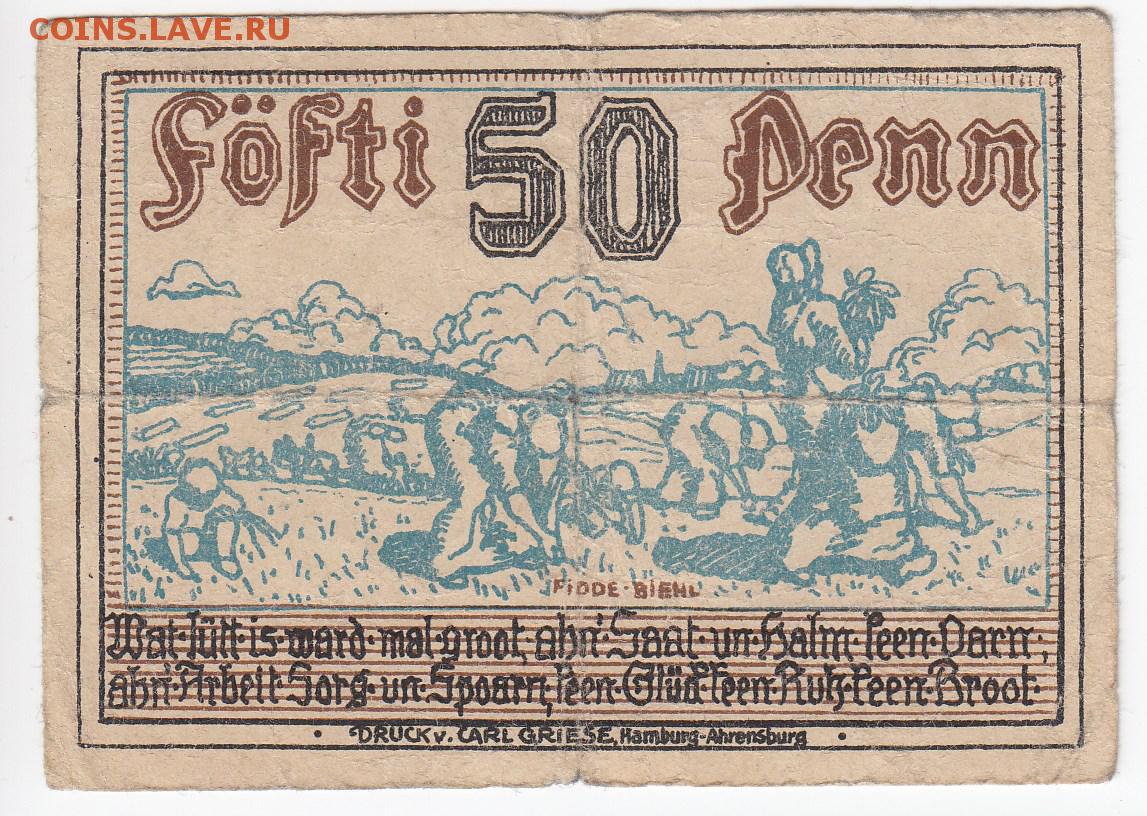 COINS.LAVE.RU
Föfti 50 Penn
FIDDE·BIEHL
Wat·lütt·is·ward·mal·groot, ahn'·Saat·un·Halm·keen·Oarn;
ahn'·Arbeit·Sorg·un·Spoarn, keen·Glück·keen·Ruh·keen·Broot·
·DRUCK v. CARL GRIESE, Hamburg-Ahrensburg·